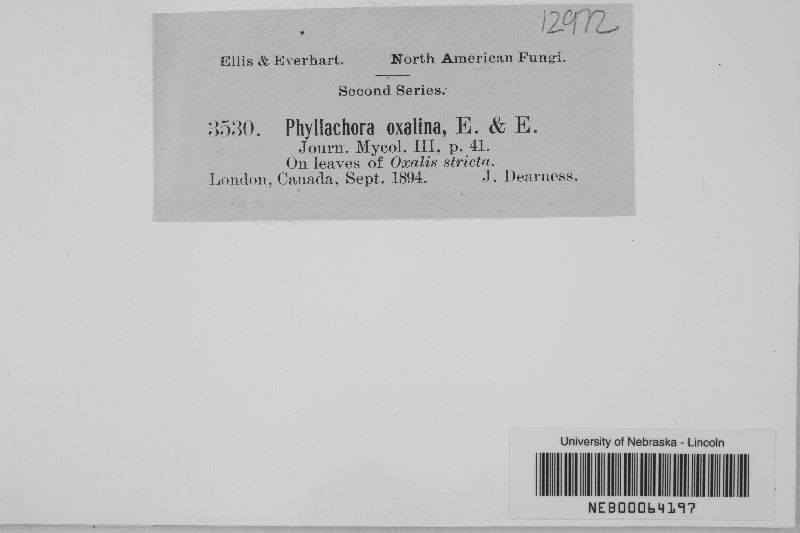 12972
Ellis & Everhart. North American Fungi.
Second Series.
3530. Phyllachora oxalina, E. & E.
Journ. Mycol. III, p. 41.
On leaves of Oxalis stricta.
London, Canada, Sept. 1894. J. Dearness.
University of Nebraska - Lincoln
NEB00064197